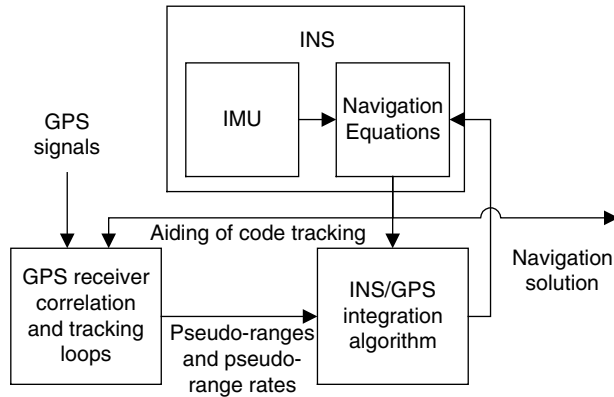 INS
IMU
Navigation
Equations
GPS
signals
Aiding of code tracking
Navigation
solution
GPS receiver
correlation
and tracking
loops
Pseudo-ranges
and pseudo-
range rates
INS/GPS
integration
algorithm